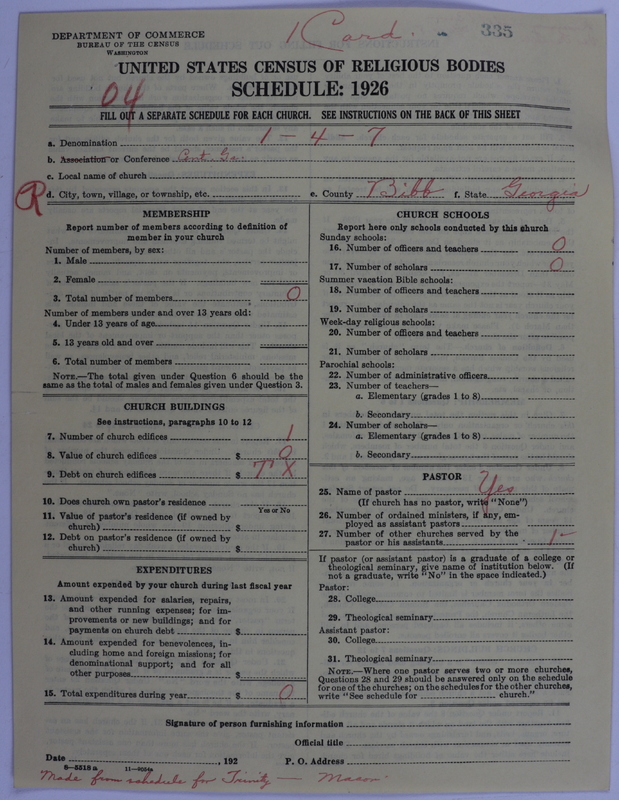 DEPARTMENT OF COMMERCE
BUREAU OF THE CENSUS
WASHINGTON
1 Card.
335
UNITED STATES CENSUS OF RELIGIOUS BODIES
SCHEDULE: 1926
04
FILL OUT A SEPARATE SCHEDULE FOR EACH CHURCH. SEE INSTRUCTIONS ON THE BACK OF THIS SHEET
a. Denomination 1-4-7
b. Association or Conference Cent. Ga.
c. Local name of church
R d. City, town, village, or township, etc. e. County Bibb f. State Georgia
MEMBERSHIP
Report number of members according to definition of
member in your church
Number of members, by sex:
1. Male
2. Female
3. Total number of members 0
Number of members under and over 13 years old:
4. Under 13 years of age
5. 13 years old and over
6. Total number of members
NOTE.—The total given under Question 6 should be the
same as the total of males and females given under Question 3.
CHURCH BUILDINGS
See instructions, paragraphs 10 to 12
7. Number of church edifices 1
8. Value of church edifices $ 0
9. Debt on church edifices $ TX
10. Does church own pastor's residence
Yes or No
11. Value of pastor's residence (if owned by
church) $
12. Debt on pastor's residence (if owned by
church) $
EXPENDITURES
Amount expended by your church during last fiscal year
13. Amount expended for salaries, repairs,
and other running expenses; for im-
provements or new buildings; and for
payments on church debt $
14. Amount expended for benevolences, in-
cluding home and foreign missions; for
denominational support; and for all
other purposes $
15. Total expenditures during year $ 0
CHURCH SCHOOLS
Report here only schools conducted by this church
Sunday schools:
16. Number of officers and teachers 0
17. Number of scholars 0
Summer vacation Bible schools:
18. Number of officers and teachers
19. Number of scholars
Week-day religious schools:
20. Number of officers and teachers
21. Number of scholars
Parochial schools:
22. Number of administrative officers
23. Number of teachers—
a. Elementary (grades 1 to 8)
b. Secondary
24. Number of scholars—
a. Elementary (grades 1 to 8)
b. Secondary
PASTOR
25. Name of pastor Yes
(If church has no pastor, write "None")
26. Number of ordained ministers, if any, em-
ployed as assistant pastors
27. Number of other churches served by the
pastor or his assistants 1-
If pastor (or assistant pastor) is a graduate of a college or
theological seminary, give name of institution below. (If
not a graduate, write "No" in the space indicated.)
Pastor:
28. College
29. Theological seminary
Assistant pastor:
30. College
31. Theological seminary
NOTE.—Where one pastor serves two or more churches,
Questions 28 and 29 should be answered only on the schedule
for one of the churches; on the schedules for the other churches,
write "See schedule for church."
Signature of person furnishing information
Official title
Date , 192 P. O. Address
8-5518a
Made from schedule for Trinity — Macon